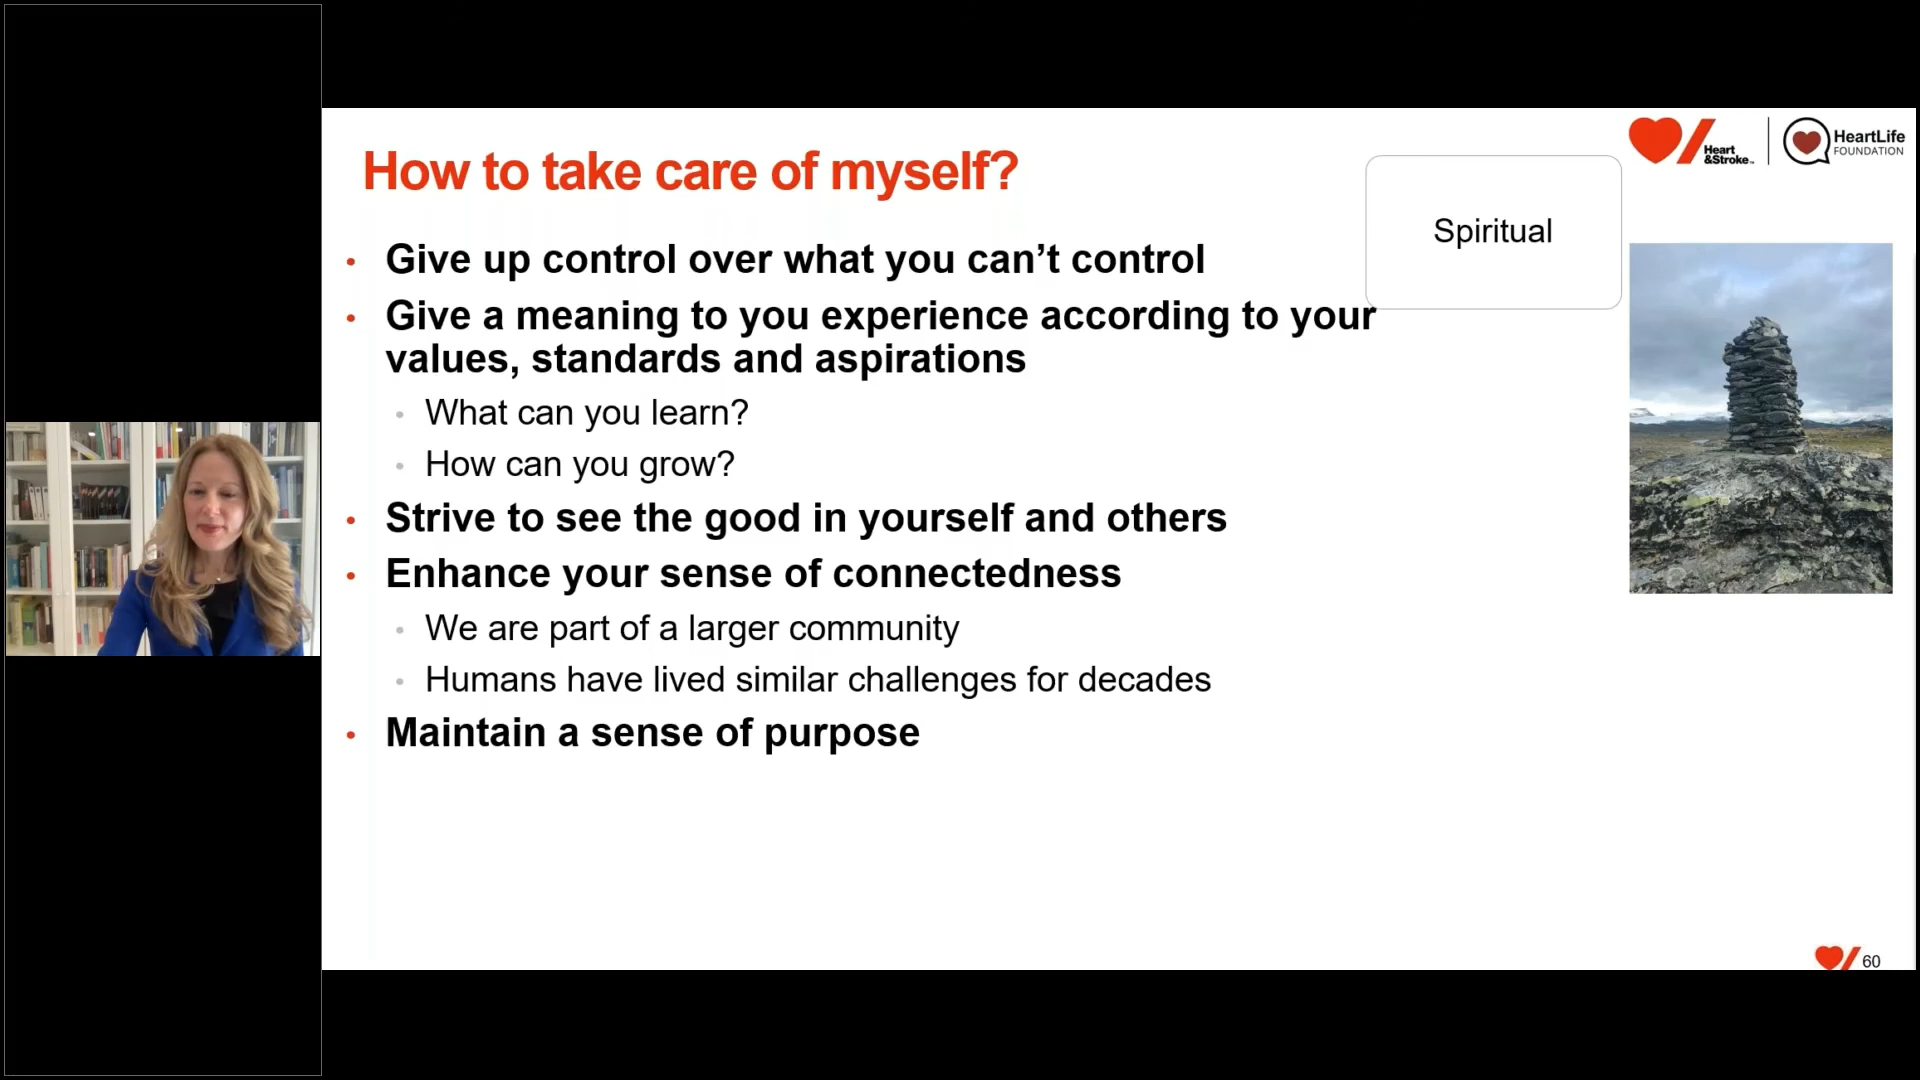 How to take care of myself?
Heart
&Stroke™
HeartLife
FOUNDATION
Spiritual
• Give up control over what you can’t control
• Give a meaning to you experience according to your
values, standards and aspirations
• What can you learn?
• How can you grow?
• Strive to see the good in yourself and others
• Enhance your sense of connectedness
• We are part of a larger community
• Humans have lived similar challenges for decades
• Maintain a sense of purpose
60